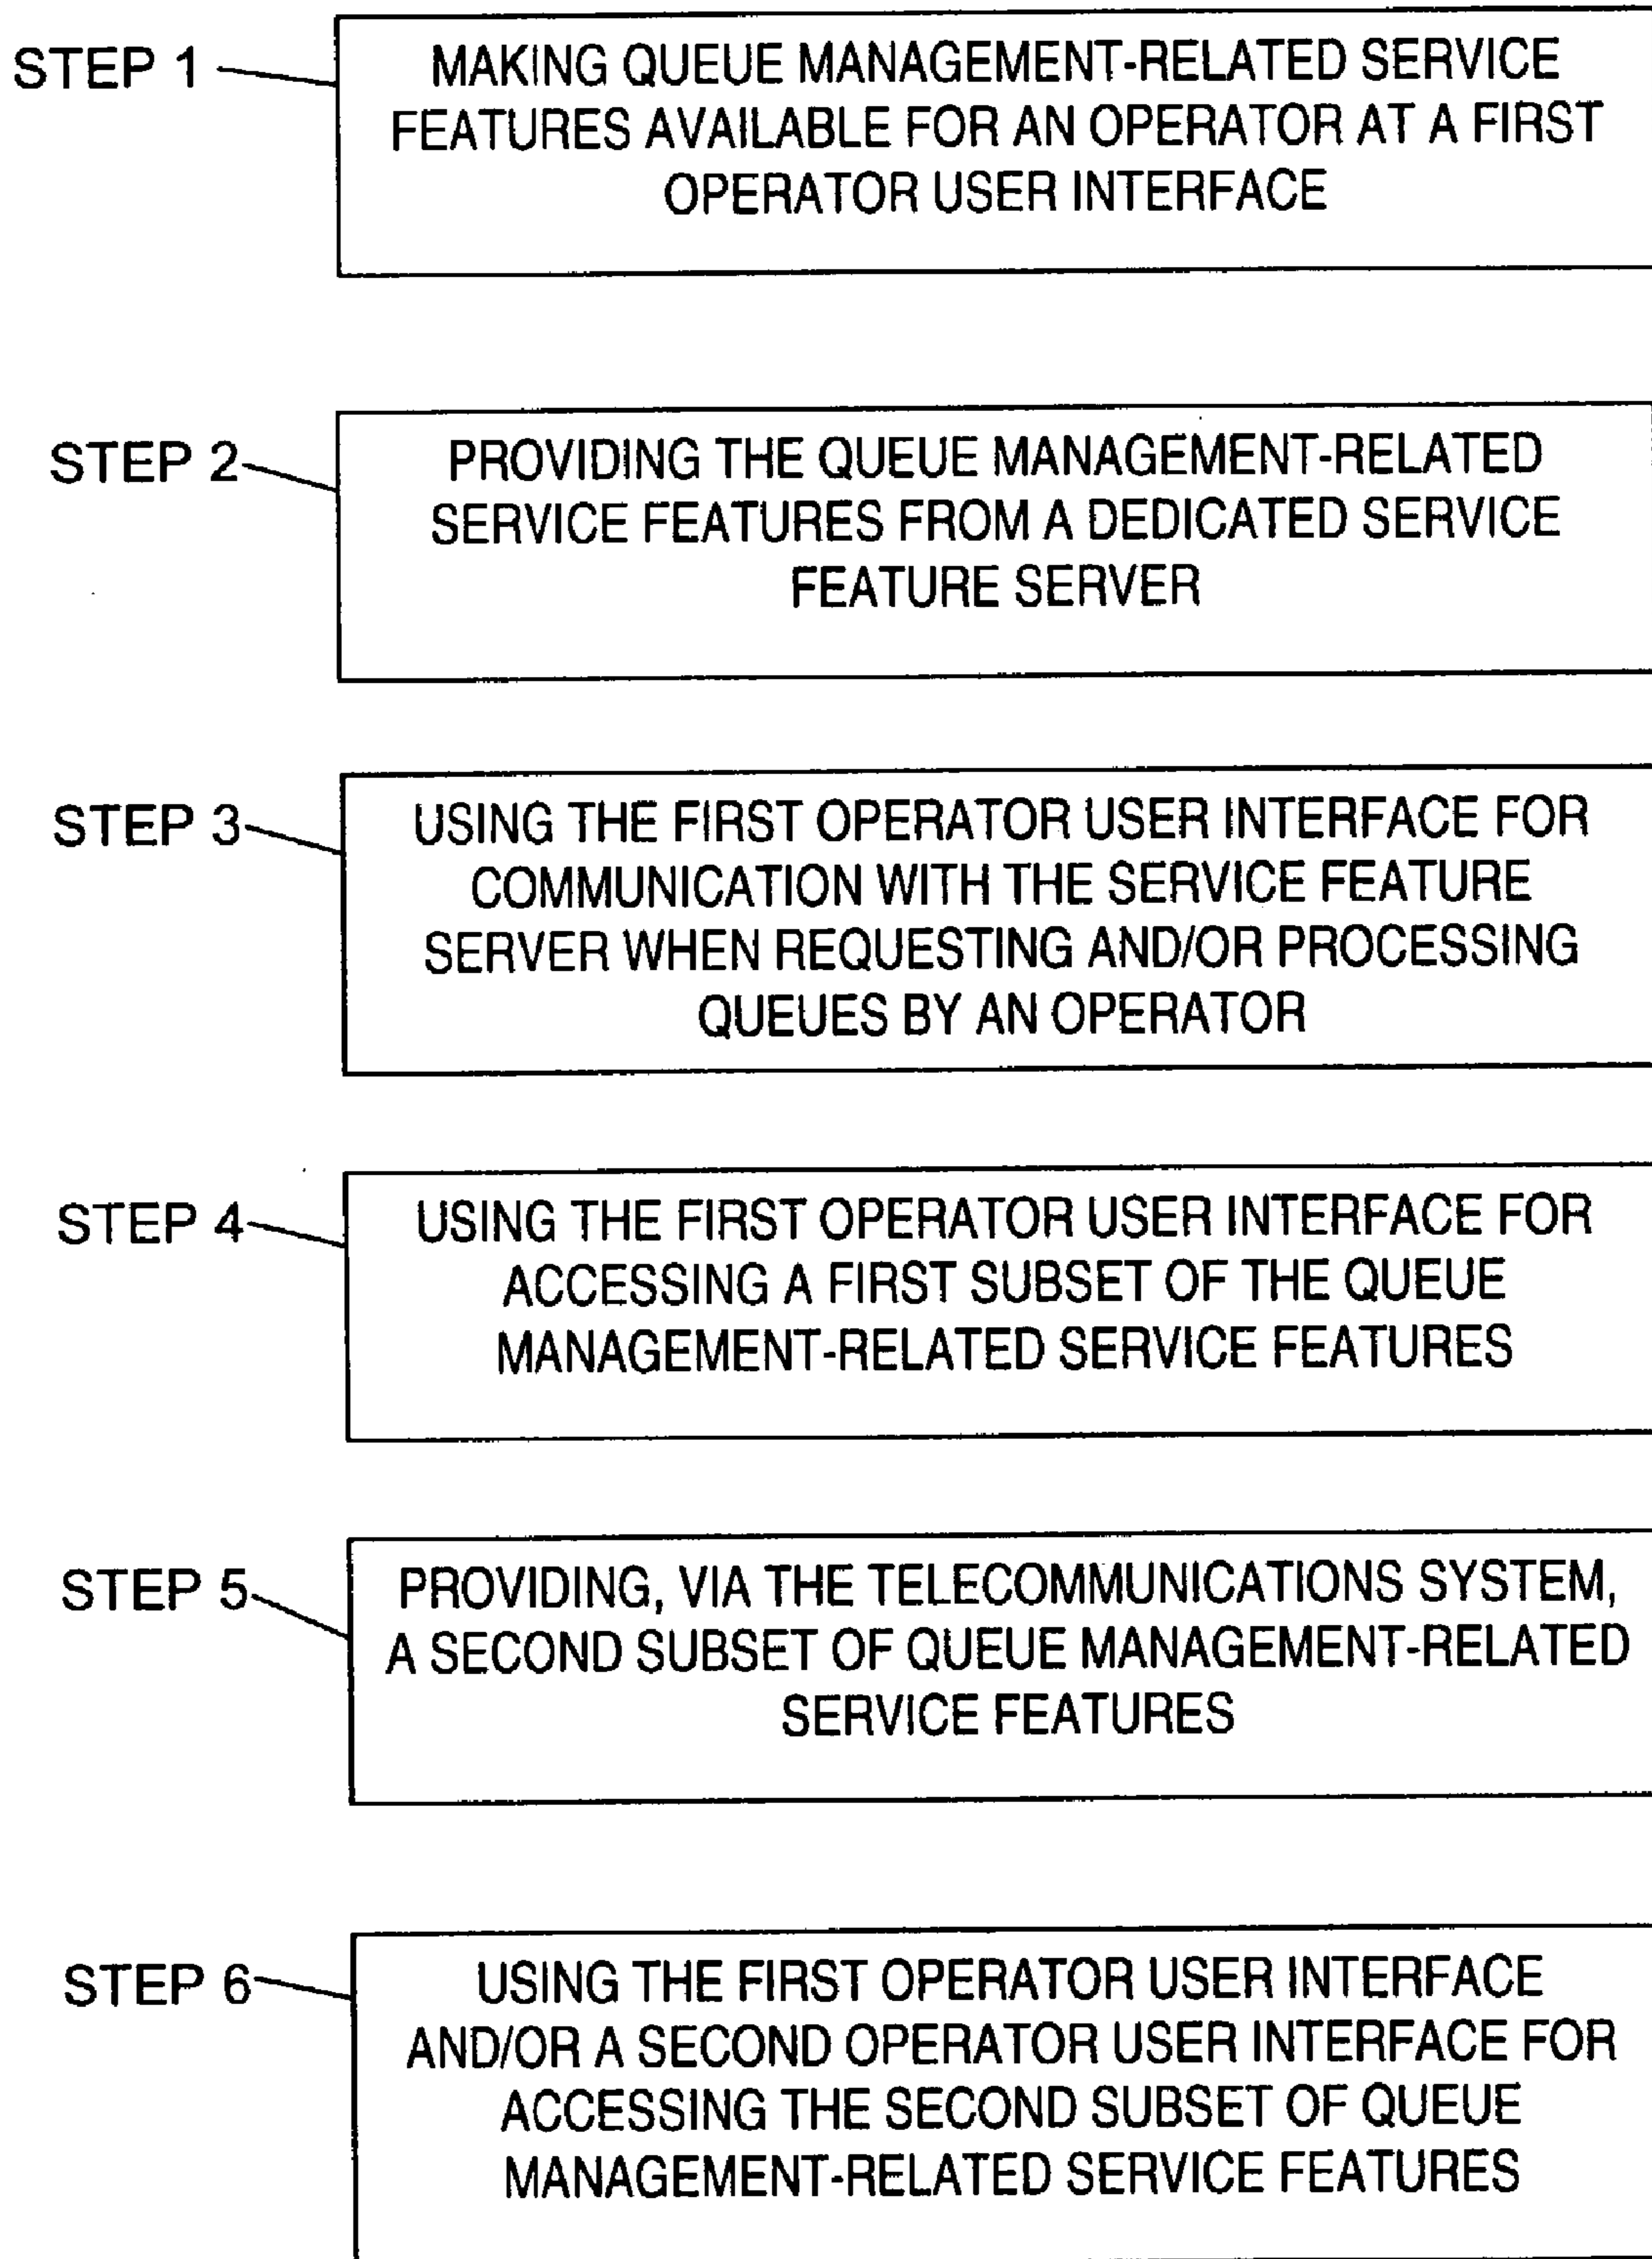 STEP 1
MAKING QUEUE MANAGEMENT-RELATED SERVICE
FEATURES AVAILABLE FOR AN OPERATOR AT A FIRST
OPERATOR USER INTERFACE
STEP 2
PROVIDING THE QUEUE MANAGEMENT-RELATED
SERVICE FEATURES FROM A DEDICATED SERVICE
FEATURE SERVER
STEP 3
USING THE FIRST OPERATOR USER INTERFACE FOR
COMMUNICATION WITH THE SERVICE FEATURE
SERVER WHEN REQUESTING AND/OR PROCESSING
QUEUES BY AN OPERATOR
STEP 4
USING THE FIRST OPERATOR USER INTERFACE FOR
ACCESSING A FIRST SUBSET OF THE QUEUE
MANAGEMENT-RELATED SERVICE FEATURES
STEP 5
PROVIDING, VIA THE TELECOMMUNICATIONS SYSTEM,
A SECOND SUBSET OF QUEUE MANAGEMENT-RELATED
SERVICE FEATURES
STEP 6
USING THE FIRST OPERATOR USER INTERFACE
AND/OR A SECOND OPERATOR USER INTERFACE FOR
ACCESSING THE SECOND SUBSET OF QUEUE
MANAGEMENT-RELATED SERVICE FEATURES